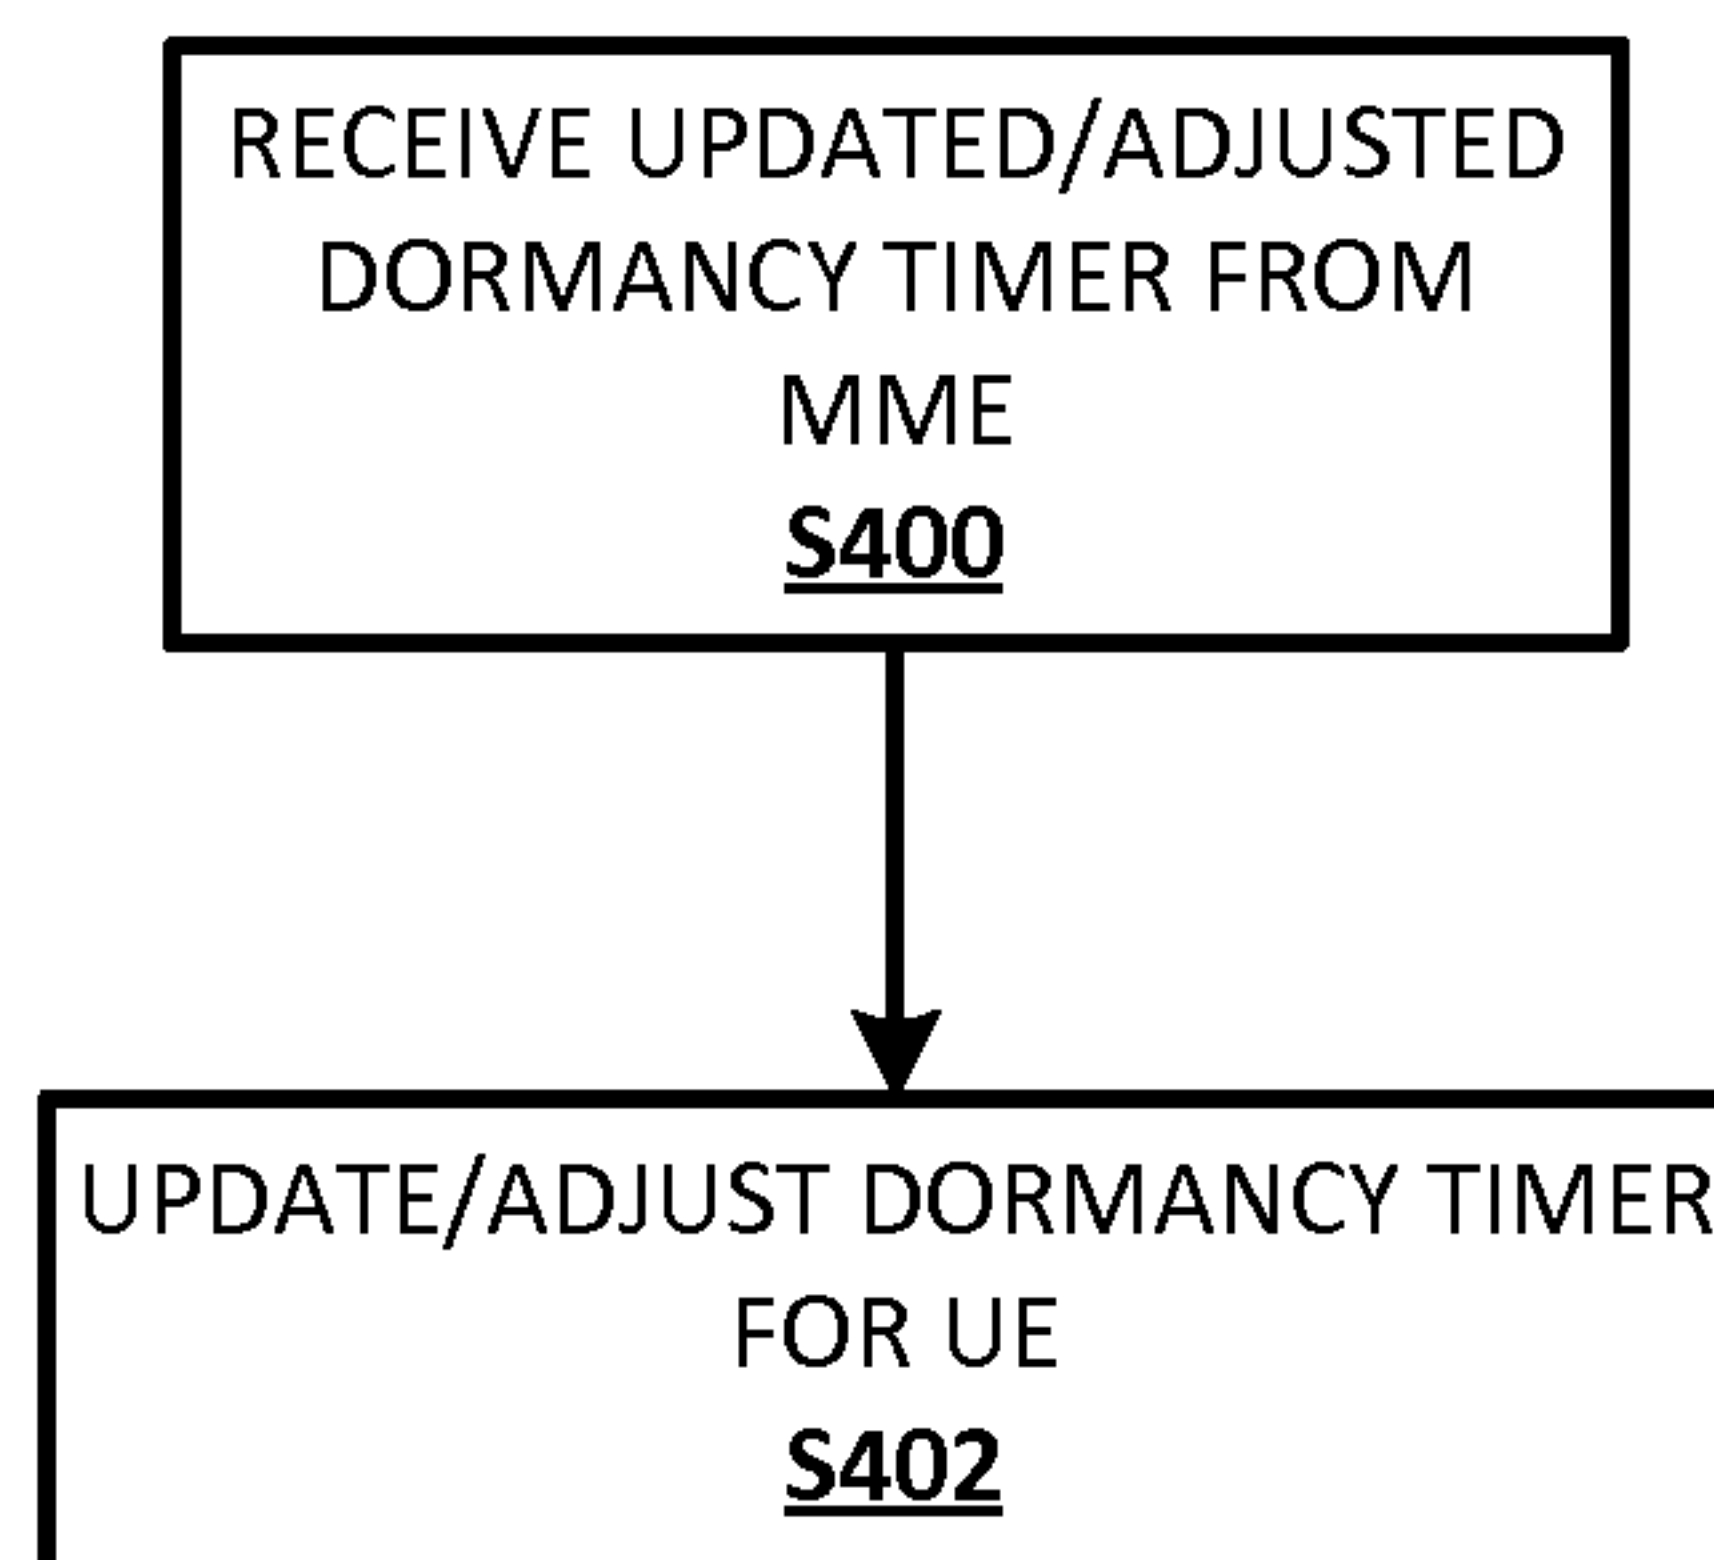 RECEIVE UPDATED/ADJUSTED
DORMANCY TIMER FROM
MME
S400
UPDATE/ADJUST DORMANCY TIMER
FOR UE
S402